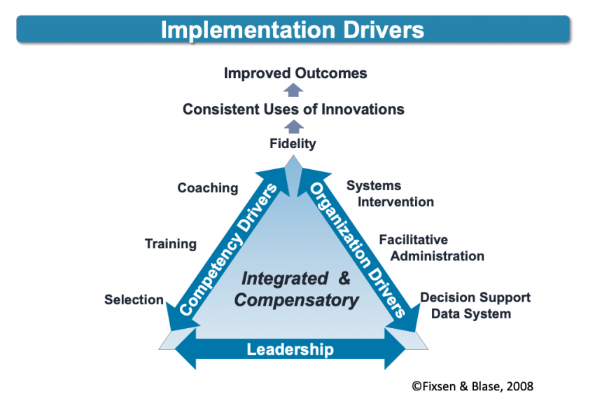 Implementation Drivers
Improved Outcomes
Consistent Uses of Innovations
Fidelity
Coaching
Training
Selection
Competency Drivers
Organization Drivers
Systems
Intervention
Facilitative
Administration
Decision Support
Data System
Integrated &
Compensatory
Leadership
©Fixsen & Blase, 2008